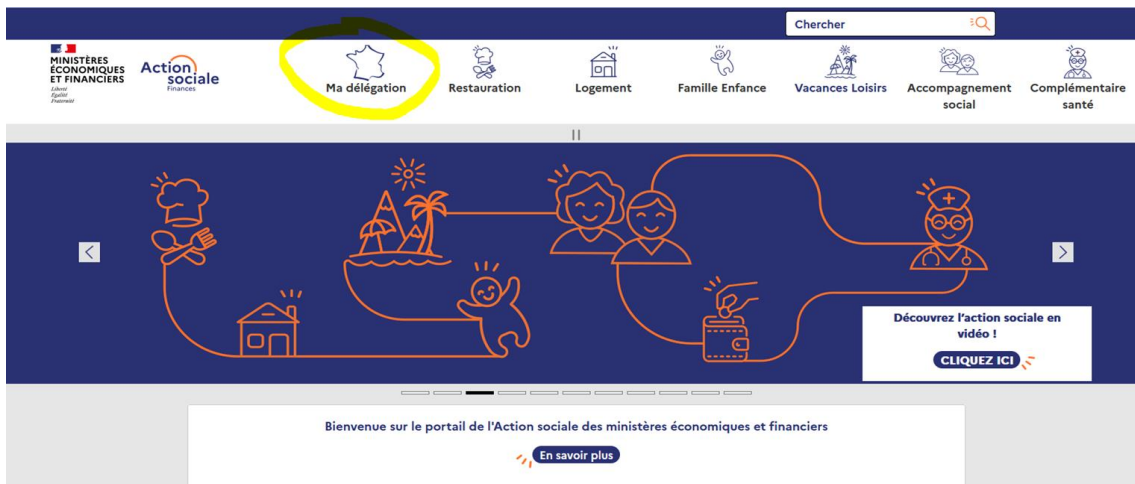 Chercher
MINISTÈRES
ÉCONOMIQUES
ET FINANCIERS
Liberté
Égalité
Fraternité
Action
sociale
Finances
Ma délégation
Restauration
Logement
Famille Enfance
Vacances Loisirs
Accompagnement
social
Complémentaire
santé
Découvrez l'action sociale en
vidéo !
CLIQUEZ ICI
Bienvenue sur le portail de l'Action sociale des ministères économiques et financiers
En savoir plus